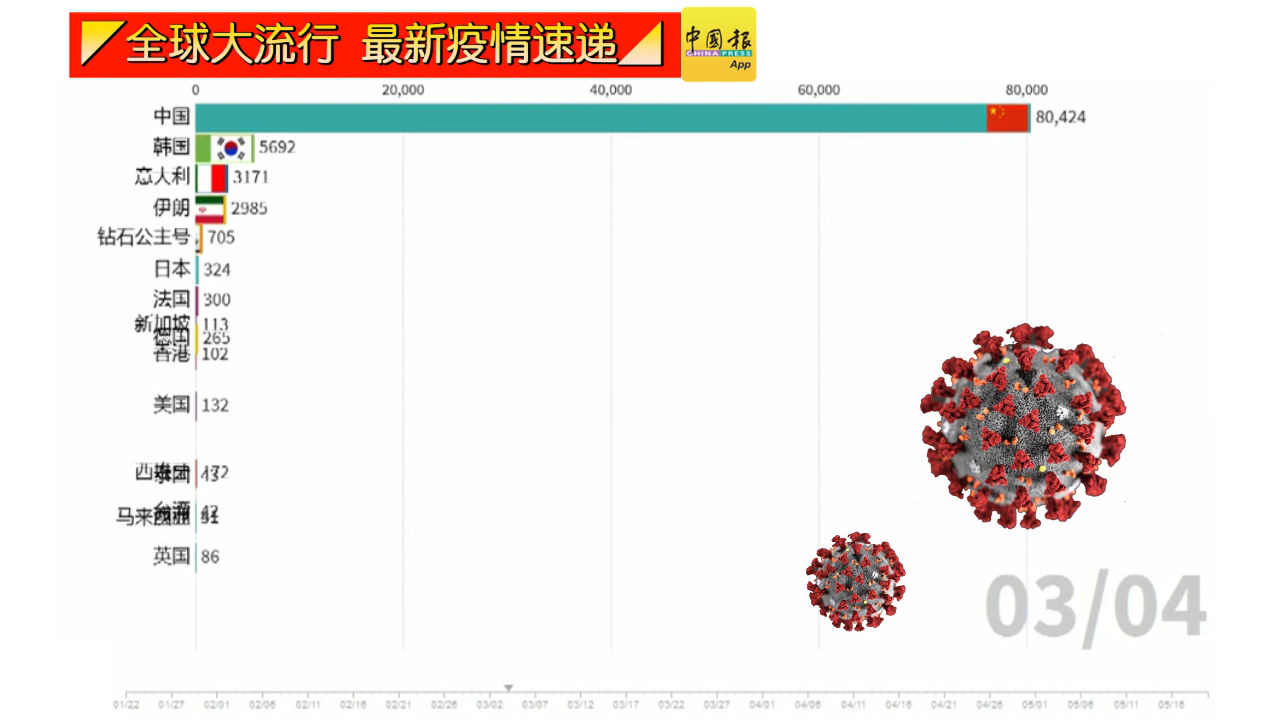 全球大流行 最新疫情速递
中國報
CHINA PRESS
App
0 20,000 40,000 60,000 80,000
中国 80,424
韩国 5692
意大利 3171
伊朗 2985
钻石公主号 705
日本 324
法国 300
新加坡 113
德国 265
香港 102
美国 132
英国 86
03/04
01/22 01/27 02/01 02/06 02/11 02/16 02/21 02/26 03/02 03/07 03/12 03/17 03/22 03/27 04/01 04/06 04/11 04/16 04/21 04/26 05/01 05/06 05/11 05/16